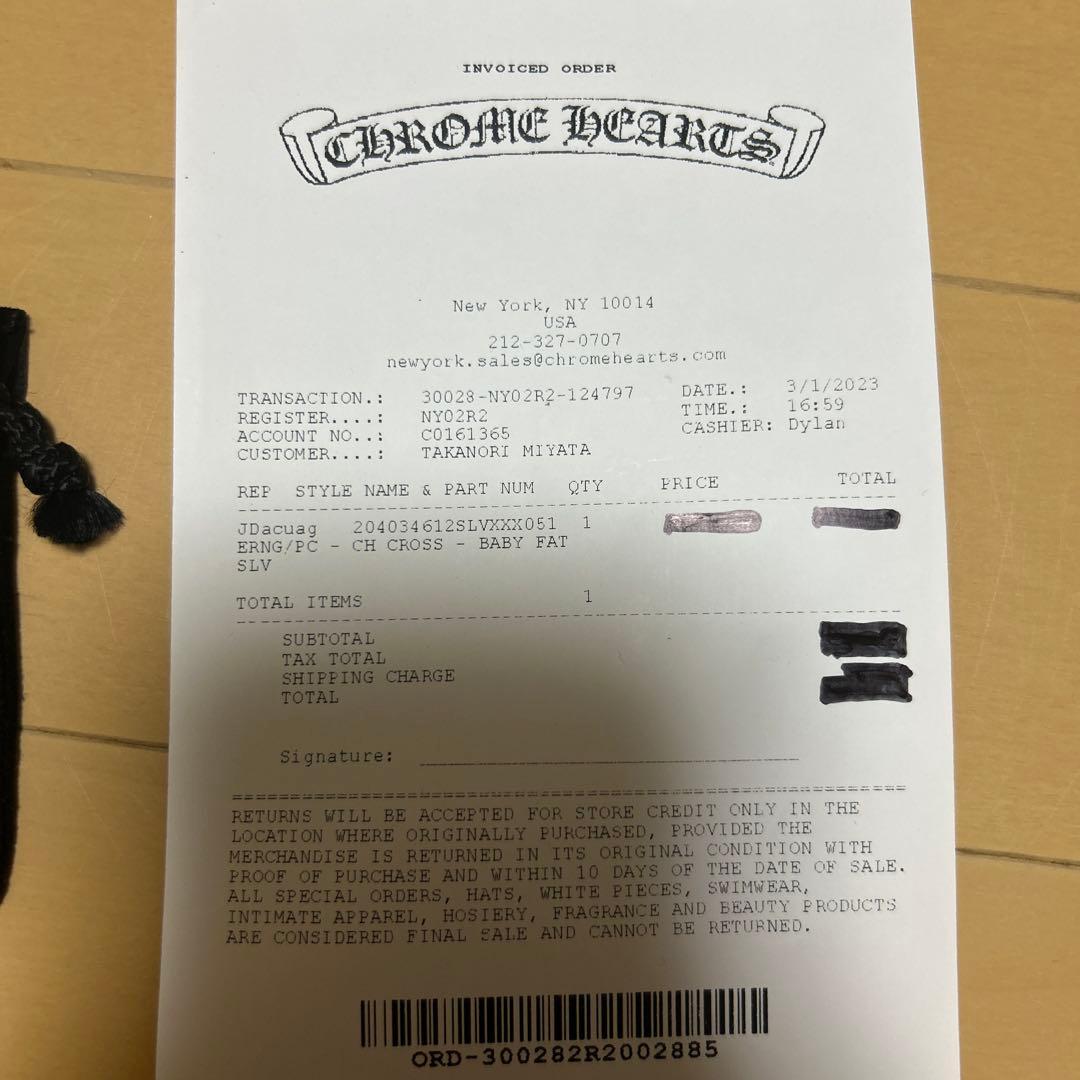 INVOICED ORDER
CHROME HEARTS
New York, NY 10014
USA
212-327-0707
newyork.sales@chromehearts.com
TRANSACTION.: 30028-NY02R2-124797 DATE.: 3/1/2023
REGISTER....: NY02R2 TIME.: 16:59
ACCOUNT NO..: C0161365 CASHIER: Dylan
CUSTOMER....: TAKANORI MIYATA
REP STYLE NAME & PART NUM QTY PRICE TOTAL
JDacuag 204034612SLVXXX051 1
ERNG/PC - CH CROSS - BABY FAT
SLV
TOTAL ITEMS 1
SUBTOTAL
TAX TOTAL
SHIPPING CHARGE
TOTAL
Signature:
RETURNS WILL BE ACCEPTED FOR STORE CREDIT ONLY IN THE
LOCATION WHERE ORIGINALLY PURCHASED, PROVIDED THE
MERCHANDISE IS RETURNED IN ITS ORIGINAL CONDITION WITH
PROOF OF PURCHASE AND WITHIN 10 DAYS OF THE DATE OF SALE.
ALL SPECIAL ORDERS, HATS, WHITE PIECES, SWIMWEAR,
INTIMATE APPAREL, HOSIERY, FRAGRANCE AND BEAUTY PRODUCTS
ARE CONSIDERED FINAL SALE AND CANNOT BE RETURNED.
ORD-300282R2002885